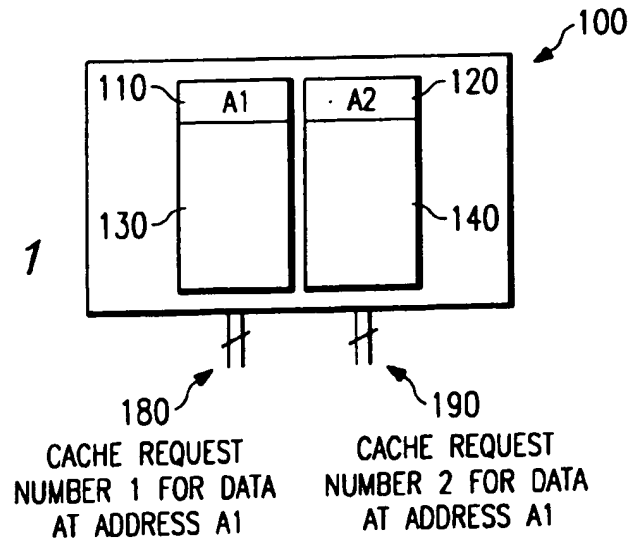 100
110
A1
A2
120
130
140
1
180
190
CACHE REQUEST
NUMBER 1 FOR DATA
AT ADDRESS A1
CACHE REQUEST
NUMBER 2 FOR DATA
AT ADDRESS A1